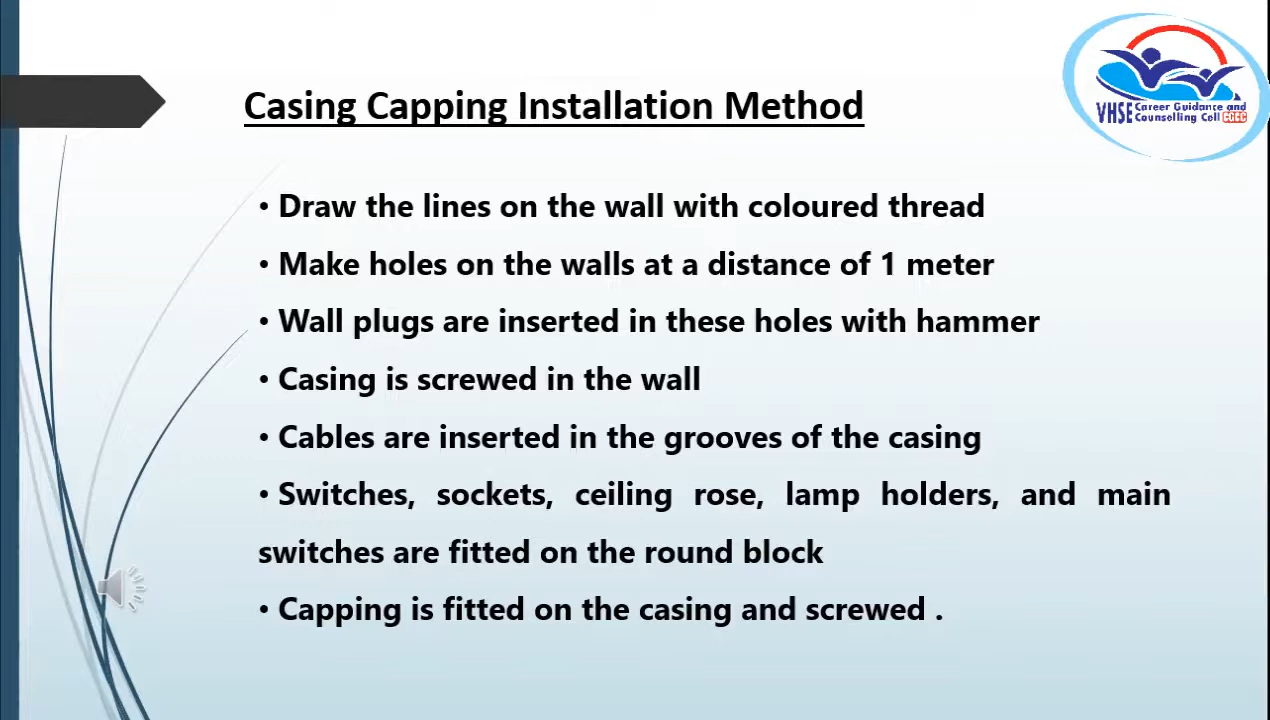 Casing Capping Installation Method
VHSE Career Guidance and
Counselling Cell CGCC
• Draw the lines on the wall with coloured thread
• Make holes on the walls at a distance of 1 meter
• Wall plugs are inserted in these holes with hammer
• Casing is screwed in the wall
• Cables are inserted in the grooves of the casing
• Switches, sockets, ceiling rose, lamp holders, and main
switches are fitted on the round block
• Capping is fitted on the casing and screwed .